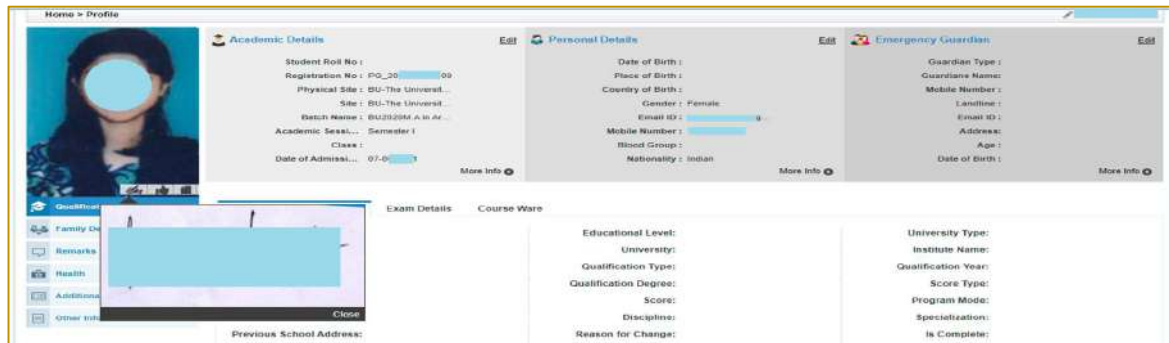 Home > Profile
Academic Details Edit
Student Roll No :
Registration No : PG_20 00
Physical Site : BU-The Universit...
Site : BU-The Universit...
Batch Name : BU2020M.A in Ar...
Academic Sessi... Semester I
Class :
Date of Admissi... 07-0 1
More Info
Personal Details Edit
Date of Birth :
Place of Birth :
Country of Birth :
Gender : Female
Email ID : g...
Mobile Number :
Blood Group :
Nationality : Indian
More Info
Emergency Guardian Edit
Guardian Type :
Guardians Name:
Mobile Number :
Landline :
Email ID :
Address:
Age :
Date of Birth :
More Info
Qualificat
Family De
Remarks
Health
Additiona
Other Inf
Close
Exam Details Course Ware
Previous School Address:
Educational Level:
University:
Qualification Type:
Qualification Degree:
Score:
Discipline:
Reason for Change:
University Type:
Institute Name:
Qualification Year:
Score Type:
Program Mode:
Specialization:
Is Complete: